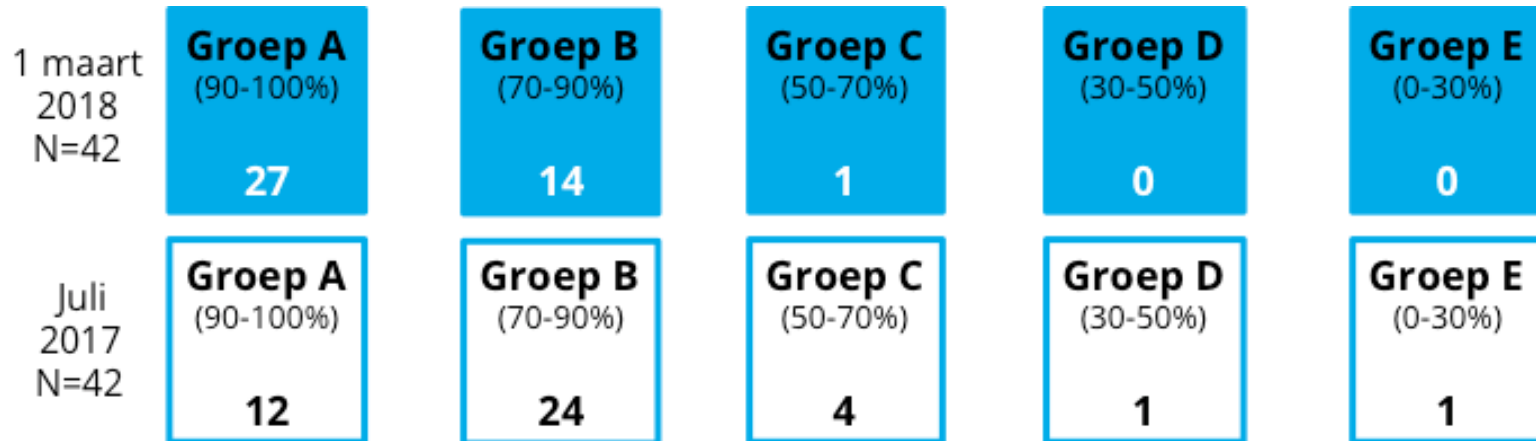 1 maart
2018
N=42
Groep A
(90-100%)
27
Groep B
(70-90%)
14
Groep C
(50-70%)
1
Groep D
(30-50%)
0
Groep E
(0-30%)
0
Juli
2017
N=42
Groep A
(90-100%)
12
Groep B
(70-90%)
24
Groep C
(50-70%)
4
Groep D
(30-50%)
1
Groep E
(0-30%)
1